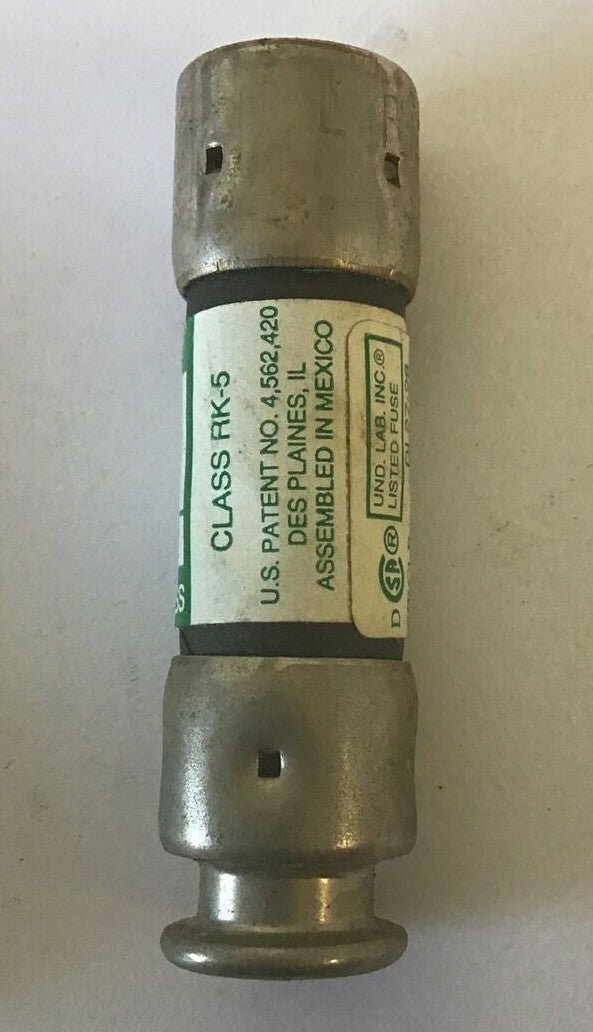 CLASS RK-5
U.S. PATENT NO. 4,562,420
DES PLAINES, IL
ASSEMBLED IN MEXICO
UND. LAB. INC.®
LISTED FUSE
D SA ®